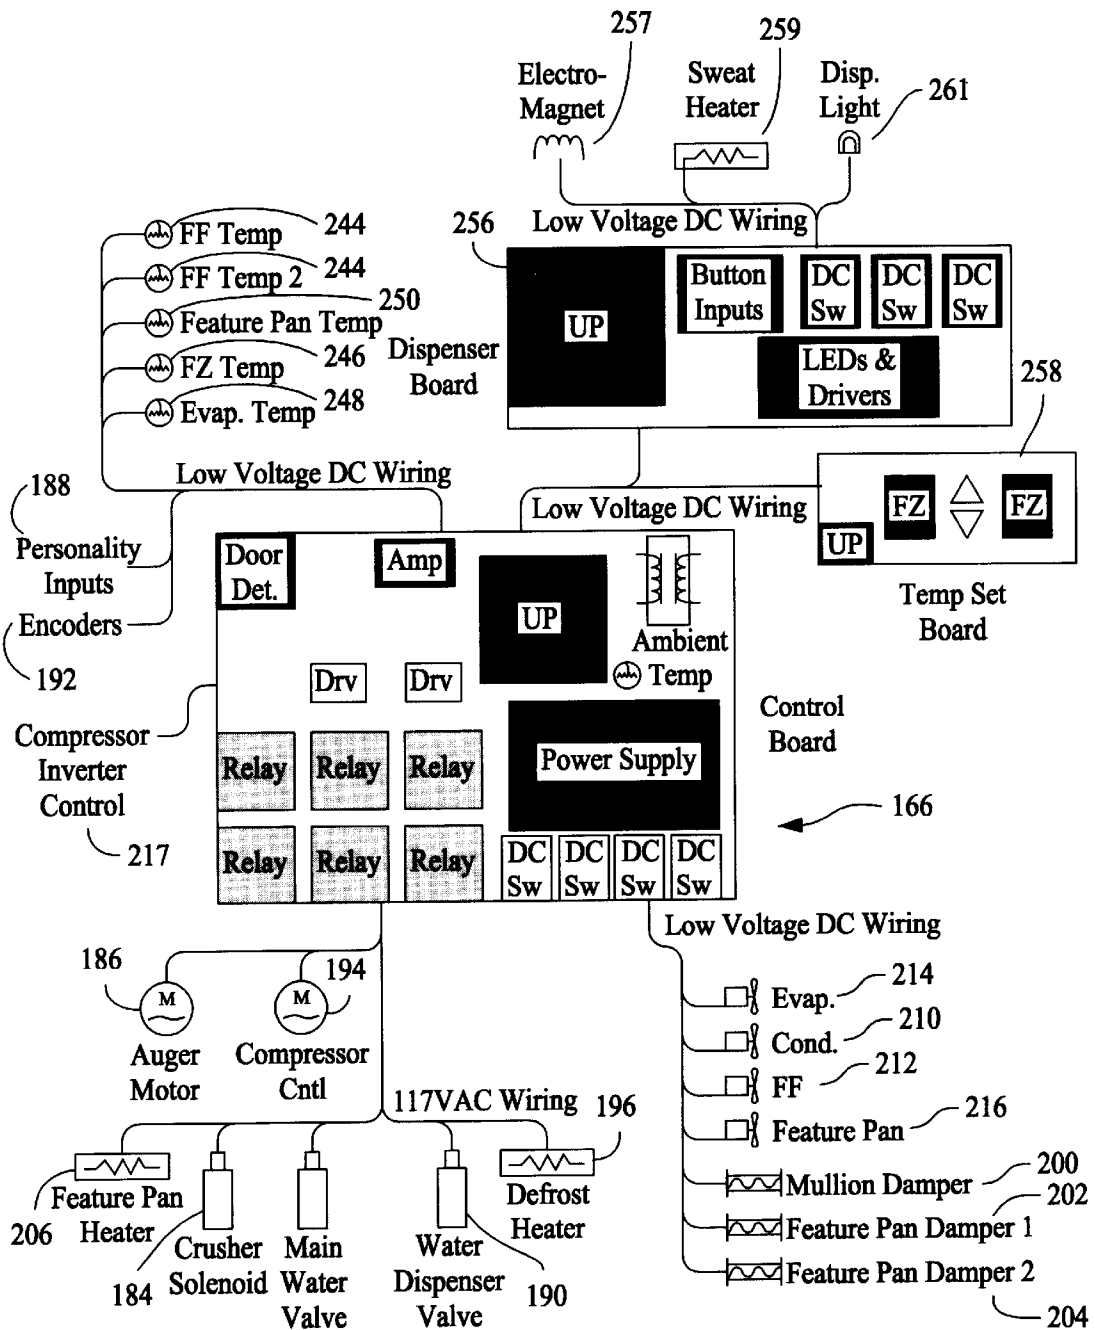 257
259
261
Electro-
Magnet
Sweat
Heater
Disp.
Light
Low Voltage DC Wiring
256
UP
Button
Inputs
DC
Sw
DC
Sw
DC
Sw
LEDs &
Drivers
Dispenser
Board
FF Temp 244
FF Temp 2 244
Feature Pan Temp 250
FZ Temp 246
Evap. Temp 248
Low Voltage DC Wiring
188
Personality
Inputs
Encoders
192
Low Voltage DC Wiring
258
FZ
FZ
UP
Temp Set
Board
Door
Det.
Amp
UP
Ambient
Temp
Drv
Drv
Compressor
Inverter
Control
217
Relay
Relay
Relay
Power Supply
Control
Board
166
Relay
Relay
Relay
DC
Sw
DC
Sw
DC
Sw
DC
Sw
186
M
Auger
Motor
194
M
Compressor
Cntl
117VAC Wiring
196
206
Feature Pan
Heater
184
Crusher
Solenoid
Main
Water
Valve
Water
Dispenser
Valve
190
Defrost
Heater
Low Voltage DC Wiring
Evap. 214
Cond. 210
FF 212
Feature Pan 216
Mullion Damper 200
202
Feature Pan Damper 1
Feature Pan Damper 2
204